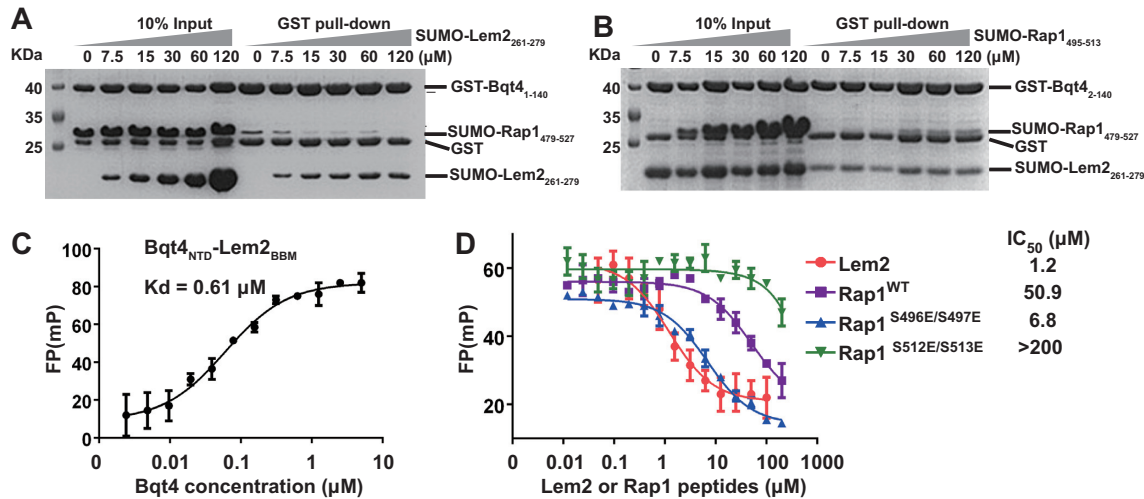 A
10% Input GST pull-down
SUMO-Lem2261-279
KDa 0 7.5 15 30 60 120 0 7.5 15 30 60 120 (μM)
40 GST-Bqt41-140
35
SUMO-Rap1479-527
25 GST
SUMO-Lem2261-279
B
10% Input GST pull-down
SUMO-Rap1495-513
KDa 0 7.5 15 30 60 120 0 7.5 15 30 60 120 (μM)
40 GST-Bqt42-140
35
SUMO-Rap1479-527
25 GST
SUMO-Lem2261-279
C
Bqt4NTD-Lem2BBM
Kd = 0.61 μM
FP(mP)
100
80
60
40
20
0
0 0.01 0.1 1 10
Bqt4 concentration (μM)
D
FP(mP)
60
40
20
0 0.01 0.1 1 10 100 1000
Lem2 or Rap1 peptides (μM)
IC50 (μM)
Lem2 1.2
Rap1WT 50.9
Rap1 S496E/S497E 6.8
Rap1 S512E/S513E >200